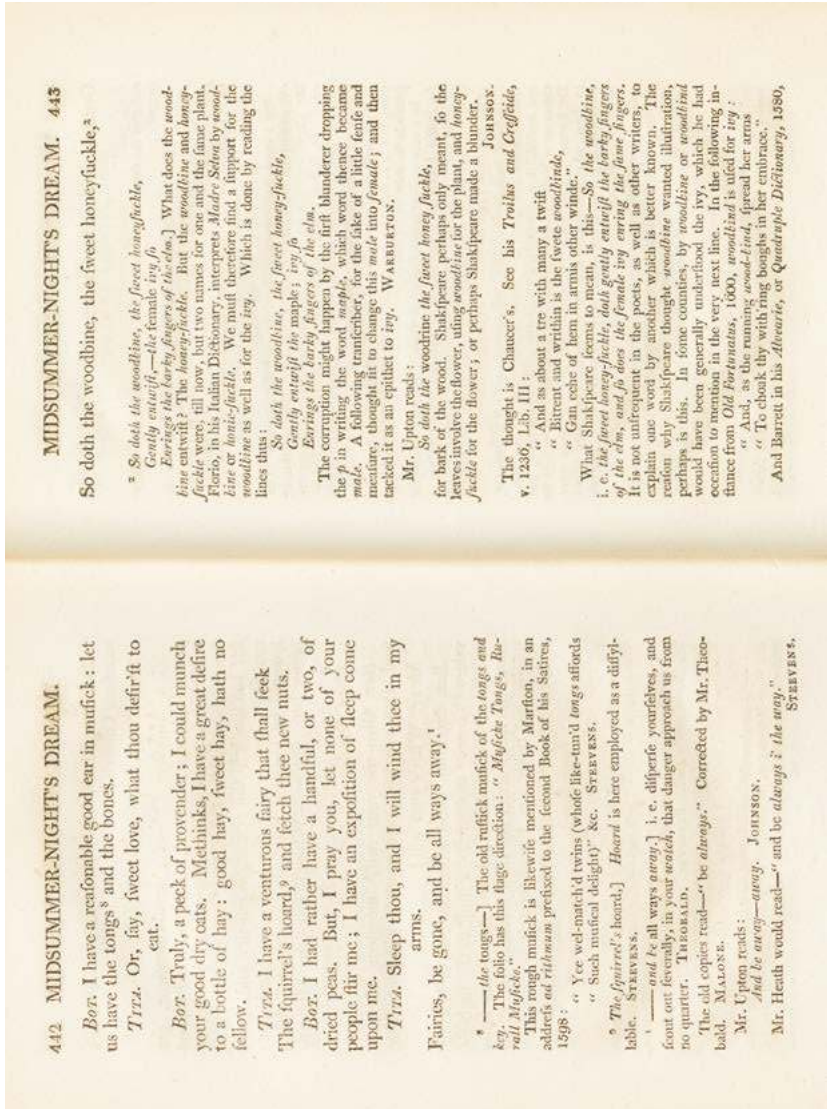 442 MIDSUMMER-NIGHT'S DREAM.
Bot. I have a reaſonable good ear in muſick: let
us have the tongs⁸ and the bones.
Tita. Or, ſay, ſweet love, what thou deſir'ſt to
eat.
Bot. Truly, a peck of provender; I could munch
your good dry oats. Methinks, I have a great deſire
to a bottle of hay: good hay, ſweet hay, hath no
fellow.
Tita. I have a venturous fairy that ſhall ſeek
The ſquirrel's hoard,⁹ and fetch thee new nuts.
Bot. I had rather have a handful, or two, of
dried peas. But, I pray you, let none of your
people ſtir me; I have an expoſition of ſleep come
upon me.
Tita. Sleep thou, and I will wind thee in my
arms.
Fairies, be gone, and be all ways away.¹
⁸ —— the tongs—] The old ruſtick muſick of the tongs and
key. The folio has this ſtage direction: "Muſicke Tongs, Ru-
rall Muſicke."
This rough muſick is likewiſe mentioned by Marſton, in an
addreſs ad rithmum prefixed to the ſecond Book of his Satires,
1598:
" Yee wel-match'd twins (whoſe like-tun'd tongs affords
" Such muſical delight)" &c. STEEVENS.
⁹ The ſquirrel's hoard.] Hoard is here employed as a diſſyl-
lable. STEEVENS.
¹ —— and be all ways away.] i. e. diſperſe yourſelves, and
ſcout out ſeverally, in your watch, that danger approach us from
no quarter. THEOBALD.
The old copies read—" be always." Corrected by Mr. Theo-
bald. MALONE.
Mr. Upton reads:
And be away—away. JOHNSON.
Mr. Heath would read—" and be always i' the way."
STEEVENS.
MIDSUMMER-NIGHT'S DREAM. 443
So doth the woodbine, the ſweet honeyſuckle,²
² So doth the woodbine, the ſweet honeyſuckle,
Gently entwiſt,—the female ivy ſo
Enrings the barky fingers of the elm.] What does the wood-
bine entwiſt? The honey-ſuckle. But the woodbine and honey-
ſuckle were, till now, but two names for one and the ſame plant.
Florio, in his Italian Dictionary, interprets Madre Selva by wood-
bine or honie-ſuckle. We muſt therefore find a ſupport for the
woodbine as well as for the ivy. Which is done by reading the
lines thus:
So doth the woodbine, the ſweet honey-ſuckle,
Gently entwiſt the maple; ivy ſo
Enrings the barky fingers of the elm.
The corruption might happen by the firſt blunderer dropping
the p in writing the word maple, which word thence became
male. A following tranſcriber, for the ſake of a little ſenſe and
meaſure, thought fit to change this male into female; and then
tacked it as an epithet to ivy. WARBURTON.
Mr. Upton reads:
So doth the woodrine the ſweet honey ſuckle,
for bark of the wood. Shakſpeare perhaps only meant, ſo the
leaves involve the flower, uſing woodbine for the plant, and honey-
ſuckle for the flower; or perhaps Shakſpeare made a blunder.
JOHNSON.
The thought is Chaucer's. See his Troilus and Creſſeide,
v. 1236, Lib. III:
" And as about a tre with many a twiſt
" Bitrent and writhin is the ſwete woodbinde,
" Gan eche of hem in armis other winde."
What Shakſpeare ſeems to mean, is this—So the woodbine,
i. e. the ſweet honey-ſuckle, doth gently entwiſt the barky fingers
of the elm, and ſo does the female ivy enring the ſame fingers.
It is not unfrequent in the poets, as well as other writers, to
explain one word by another which is better known. The
reaſon why Shakſpeare thought woodbine wanted illuſtration,
perhaps is this. In ſome counties, by woodbine or woodbind
would have been generally underſtood the ivy, which he had
occaſion to mention in the very next line. In the following in-
ſtance from Old Fortunatus, 1600, woodbind is uſed for ivy:
" And, as the running wood-bind, ſpread her arms
" To choak thy with'ring boughs in her embrace."
And Barrett in his Alvearie, or Quadruple Dictionary, 1580,